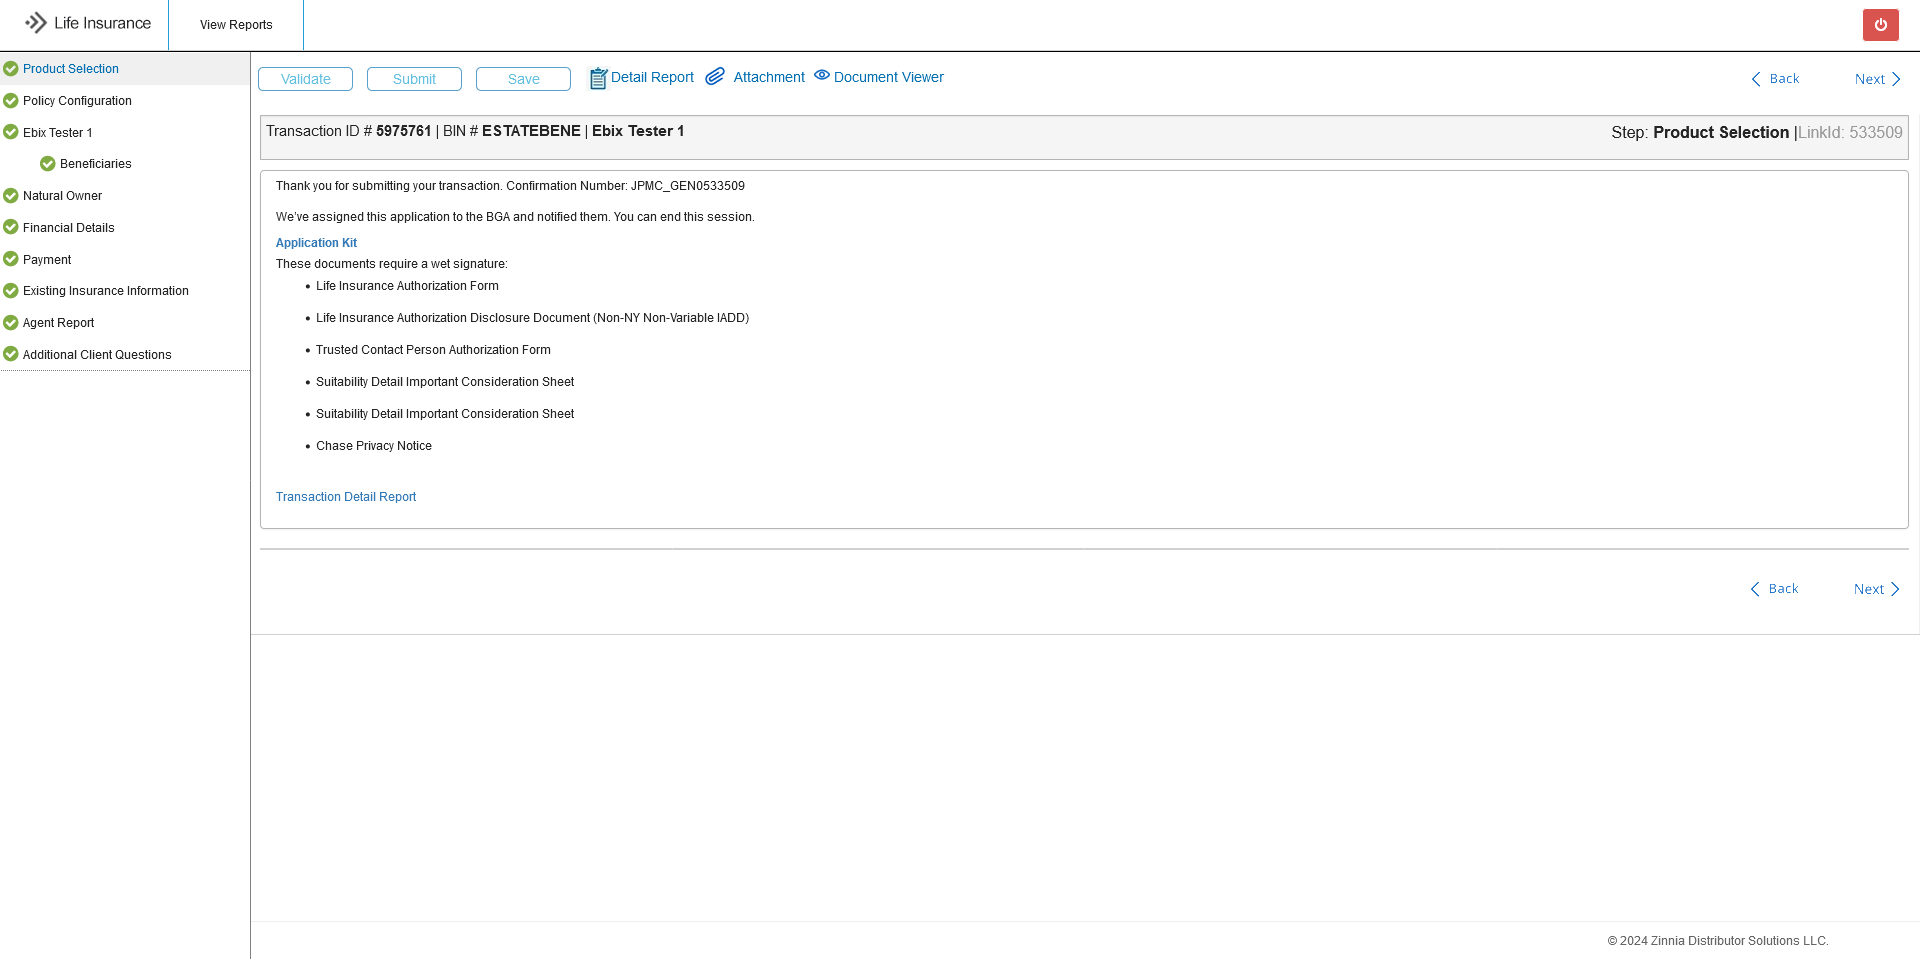 Life Insurance
View Reports
Product Selection
Policy Configuration
Ebix Tester 1
Beneficiaries
Natural Owner
Financial Details
Payment
Existing Insurance Information
Agent Report
Additional Client Questions
Validate Submit Save Detail Report Attachment Document Viewer Back Next
Transaction ID # 5975761 | BIN # ESTATEBENE | Ebix Tester 1 Step: Product Selection |LinkId: 533509
Thank you for submitting your transaction. Confirmation Number: JPMC_GEN0533509
We've assigned this application to the BGA and notified them. You can end this session.
Application Kit
These documents require a wet signature:
• Life Insurance Authorization Form
• Life Insurance Authorization Disclosure Document (Non-NY Non-Variable IADD)
• Trusted Contact Person Authorization Form
• Suitability Detail Important Consideration Sheet
• Suitability Detail Important Consideration Sheet
• Chase Privacy Notice
Transaction Detail Report
Back Next
© 2024 Zinnia Distributor Solutions LLC.